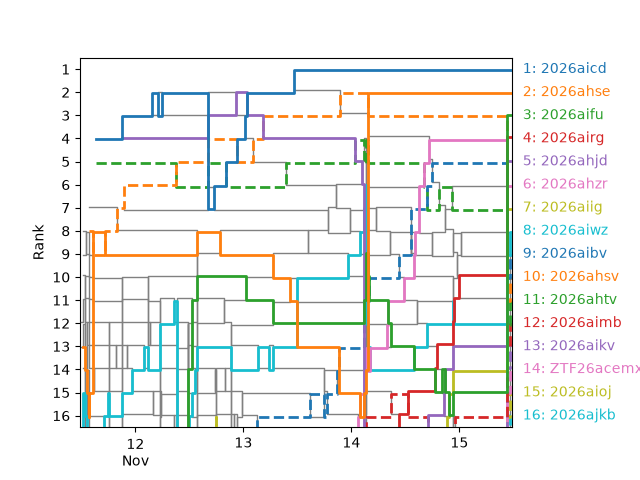 1
2
3
4
5
6
7
8
9
10
11
12
13
14
15
16
Rank
12
13
14
15
Nov
1: 2026aicd
2: 2026ahse
3: 2026aifu
4: 2026airg
5: 2026ahjd
6: 2026ahzr
7: 2026aiig
8: 2026aiwz
9: 2026aibv
10: 2026ahsv
11: 2026ahtv
12: 2026aimb
13: 2026aikv
14: ZTF26acemx
15: 2026aioj
16: 2026ajkb